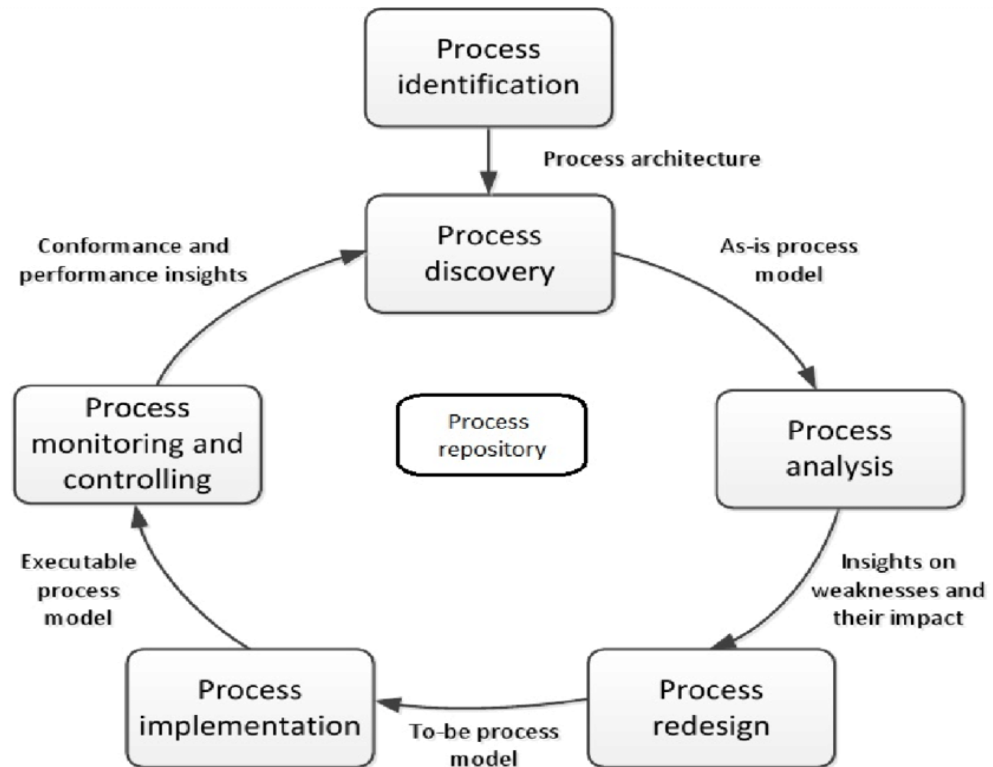 Process
identification
Process architecture
Process
discovery
Conformance and
performance insights
As-is process
model
Process
monitoring and
controlling
Process
repository
Process
analysis
Executable
process
model
Insights on
weaknesses and
their impact
Process
implementation
To-be process
model
Process
redesign